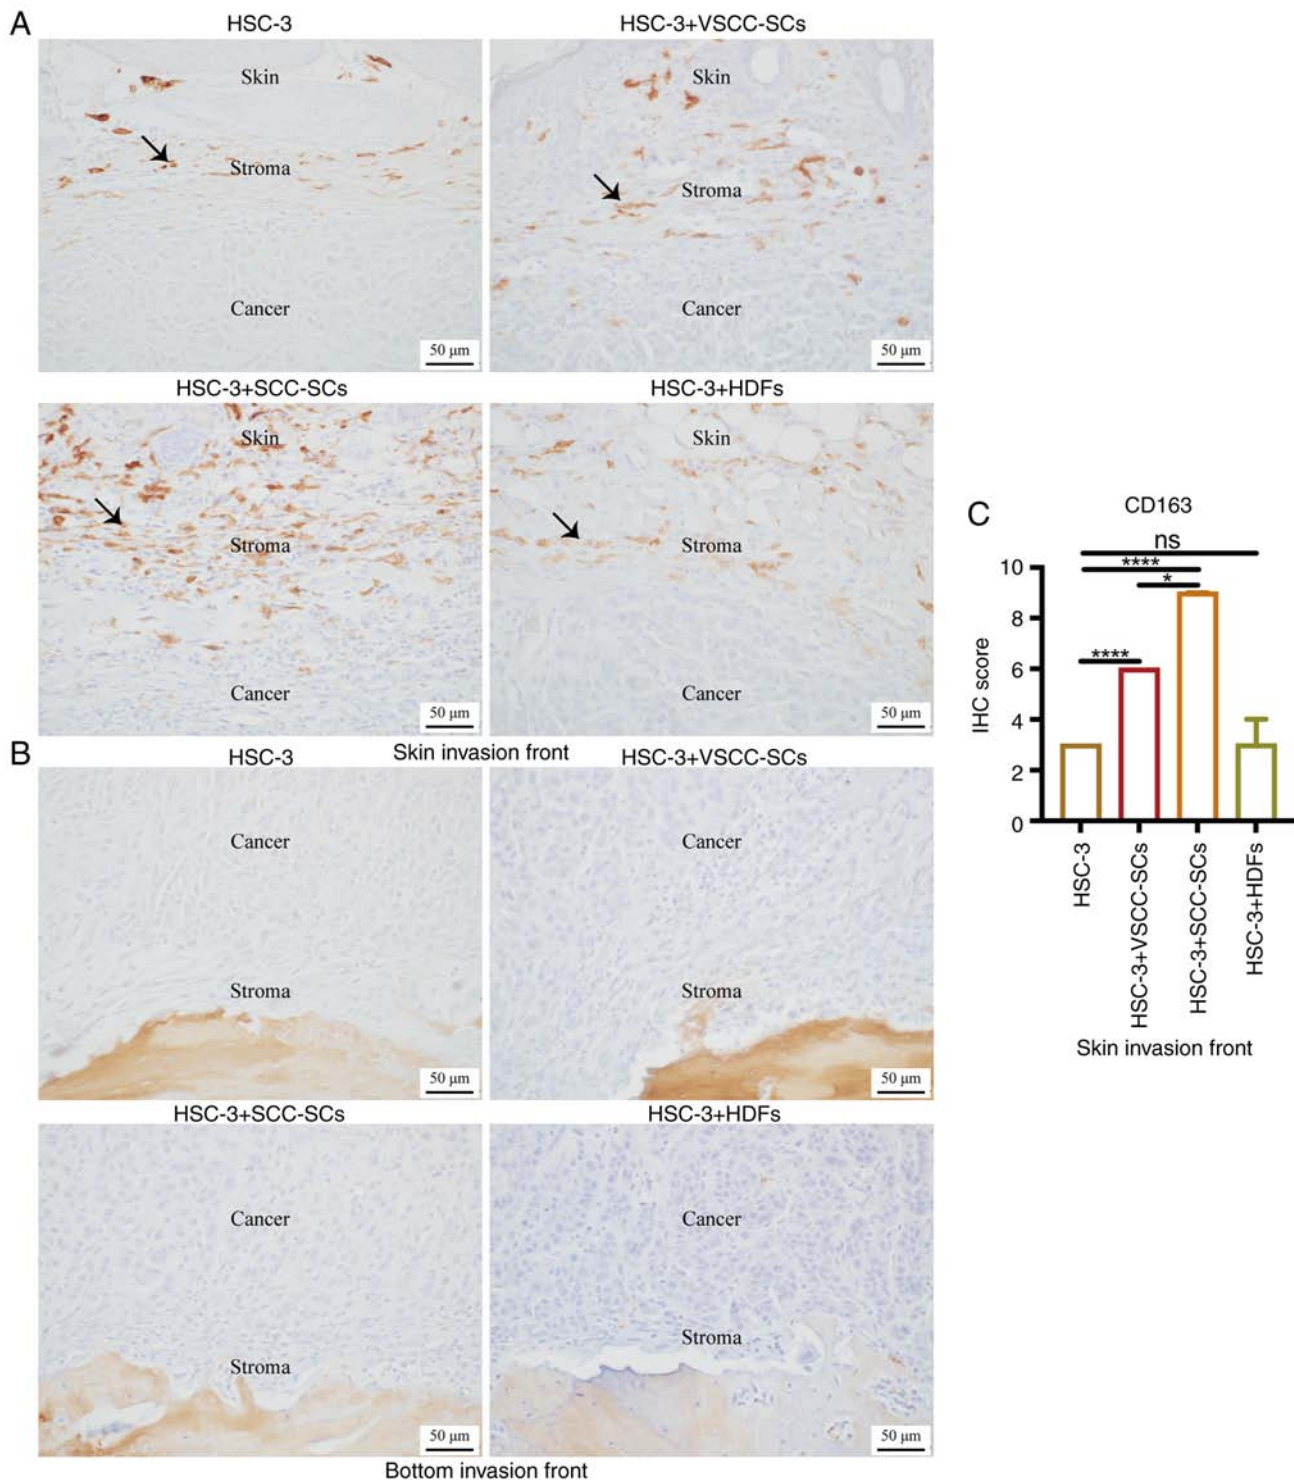 A
HSC-3
HSC-3+VSCC-SCs
Skin
Stroma
Cancer
50 μm
Skin
Stroma
Cancer
50 μm
HSC-3+SCC-SCs
HSC-3+HDFs
Skin
Stroma
Cancer
50 μm
Skin
Stroma
Cancer
50 μm
Skin invasion front
B
HSC-3
HSC-3+VSCC-SCs
Cancer
Stroma
50 μm
Cancer
Stroma
50 μm
HSC-3+SCC-SCs
HSC-3+HDFs
Cancer
Stroma
50 μm
Cancer
Stroma
50 μm
Bottom invasion front
C
CD163
ns
****
*
****
IHC score
10
8
6
4
2
0
HSC-3
HSC-3+VSCC-SCs
HSC-3+SCC-SCs
HSC-3+HDFs
Skin invasion front